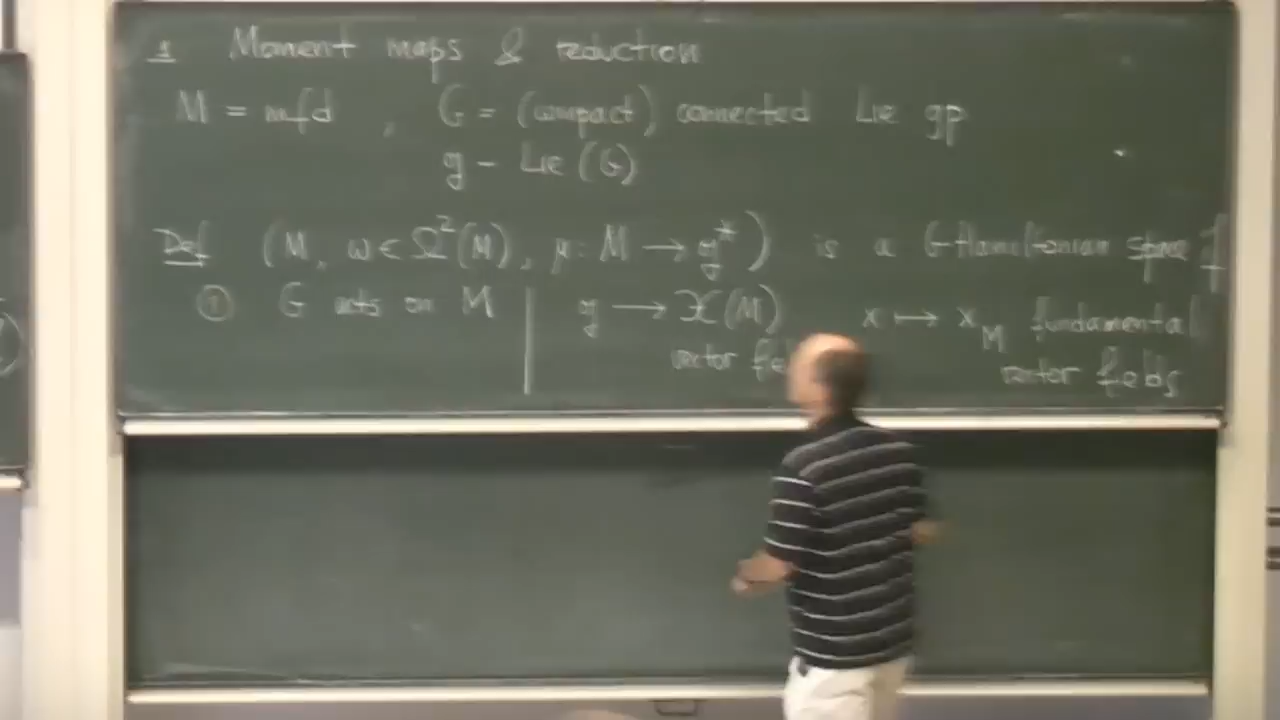 1 Moment maps & reduction
M = mfd , G = (compact) connected Lie gp
g = Lie (G)
Def (M, ω ∈ Ω²(M), μ: M → g*) is a G-Hamiltonian space if
① G acts on M | g → X(M) x ↦ x_M fundamental
vector vector fields